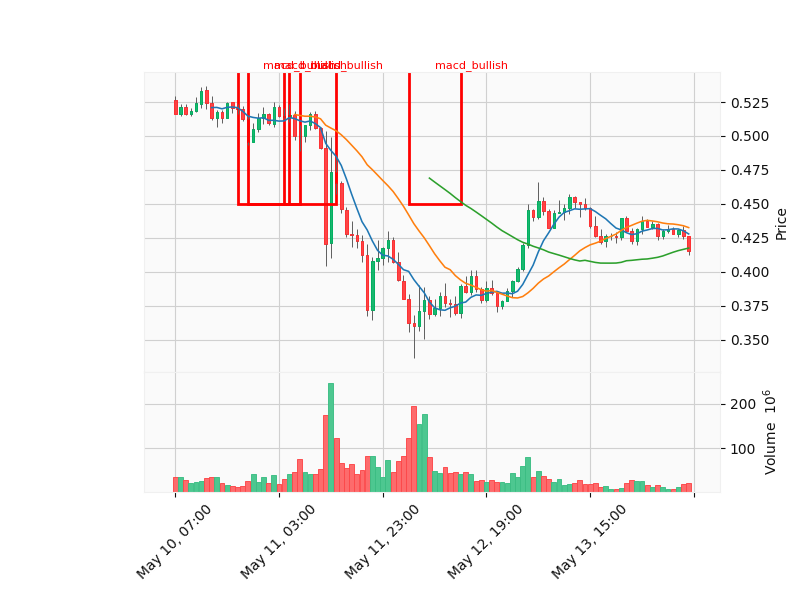 macd_bullish
0.525
0.500
0.475
0.450
0.425
0.400
0.375
0.350
Price
200
100
Volume 10^6
May 10, 07:00
May 11, 03:00
May 11, 23:00
May 12, 19:00
May 13, 15:00